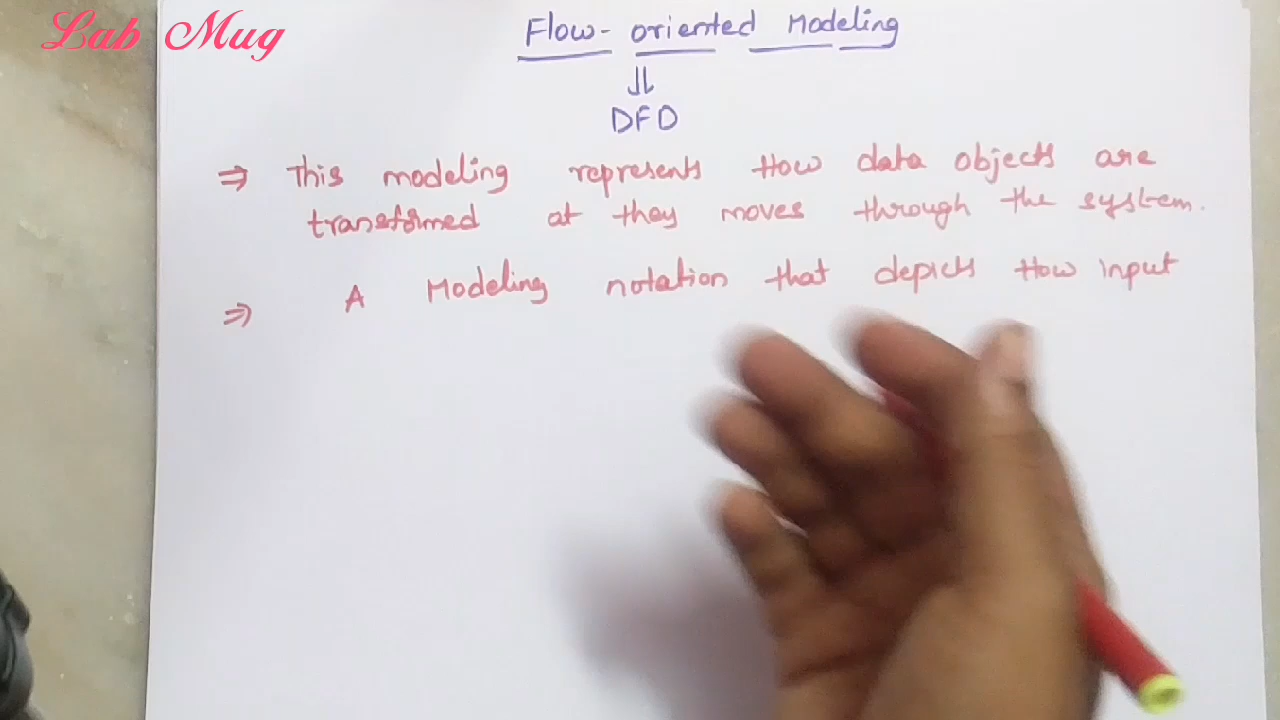 Lab Mug
Flow-oriented Modeling
⇓
DFD
⇒ This modeling represents How data objects are
transformed at they moves through the system.
⇒ A Modeling notation that depicts How input